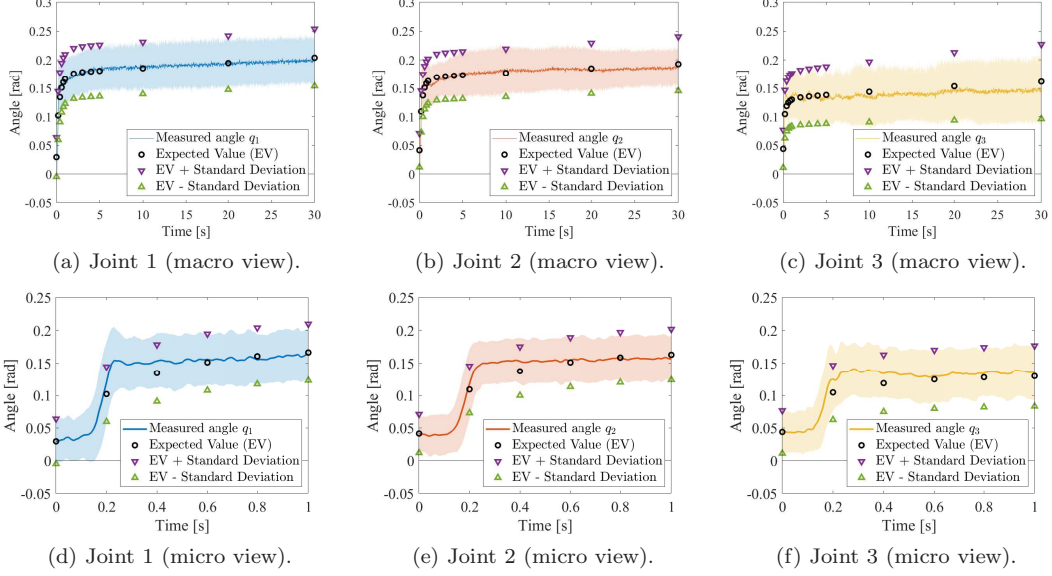 0.3
0.25
0.2
0.15
0.1
0.05
0
-0.05
Angle [rac]
Measured angle q1
Expected Value (EV)
EV + Standard Deviation
EV - Standard Deviation
0 5 10 15 20 25 30
Time [s]
(a) Joint 1 (macro view).
0.3
0.25
0.2
0.15
0.1
0.05
0
-0.05
Angle [rac]
Measured angle q2
Expected Value (EV)
EV + Standard Deviation
EV - Standard Deviation
0 5 10 15 20 25 30
Time [s]
(b) Joint 2 (macro view).
0.3
0.25
0.2
0.15
0.1
0.05
0
-0.05
Angle [rac]
Measured angle q3
Expected Value (EV)
EV + Standard Deviation
EV - Standard Deviation
0 5 10 15 20 25 30
Time [s]
(c) Joint 3 (macro view).
0.25
0.2
0.15
0.1
0.05
0
-0.05
Angle [rad]
Measured angle q1
Expected Value (EV)
EV + Standard Deviation
EV - Standard Deviation
0 0.2 0.4 0.6 0.8 1
Time [s]
(d) Joint 1 (micro view).
0.25
0.2
0.15
0.1
0.05
0
-0.05
Angle [rad]
Measured angle q2
Expected Value (EV)
EV + Standard Deviation
EV - Standard Deviation
0 0.2 0.4 0.6 0.8 1
Time [s]
(e) Joint 2 (micro view).
0.25
0.2
0.15
0.1
0.05
0
-0.05
Angle [rad]
Measured angle q3
Expected Value (EV)
EV + Standard Deviation
EV - Standard Deviation
0 0.2 0.4 0.6 0.8 1
Time [s]
(f) Joint 3 (micro view).